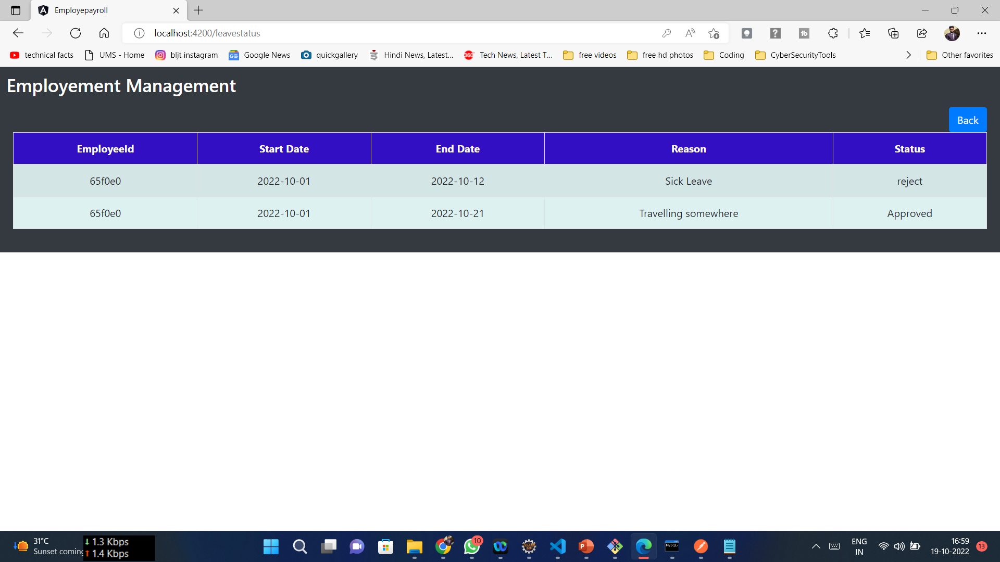 Employepayroll
localhost:4200/leavestatus
technical facts UMS - Home bljt instagram Google News quickgallery Hindi News, Latest... Tech News, Latest T... free videos free hd photos Coding CyberSecurityTools Other favorites
Employement Management
Back
EmployeeId Start Date End Date Reason Status
65f0e0 2022-10-01 2022-10-12 Sick Leave reject
65f0e0 2022-10-01 2022-10-21 Travelling somewhere Approved
31°C
Sunset coming
1.3 Kbps
1.4 Kbps
10
ENG
IN
16:59
19-10-2022
13